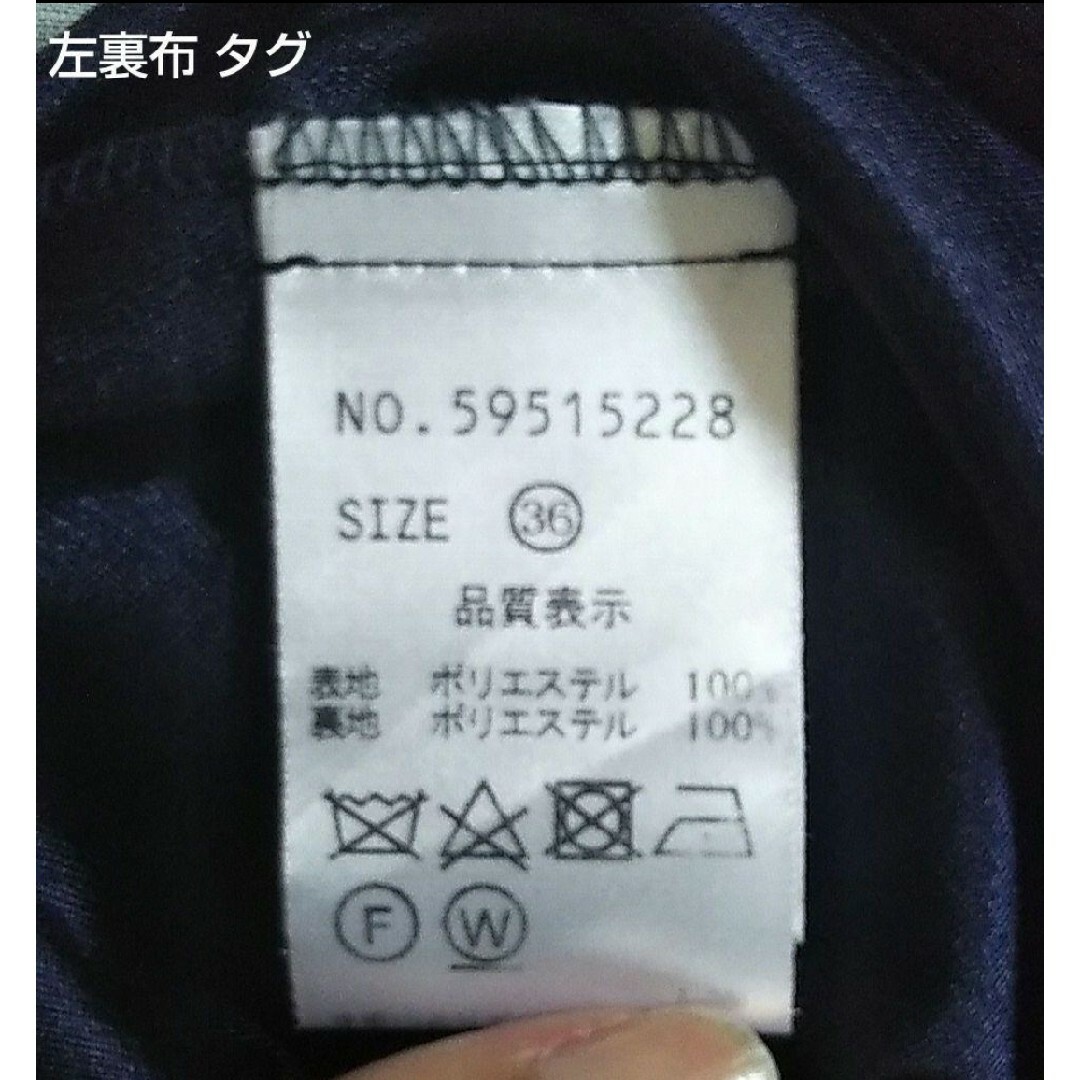 左裏布 タグ
NO.59515228
SIZE ㊱
品質表示
表地 ポリエステル 100%
裏地 ポリエステル 100%
F W